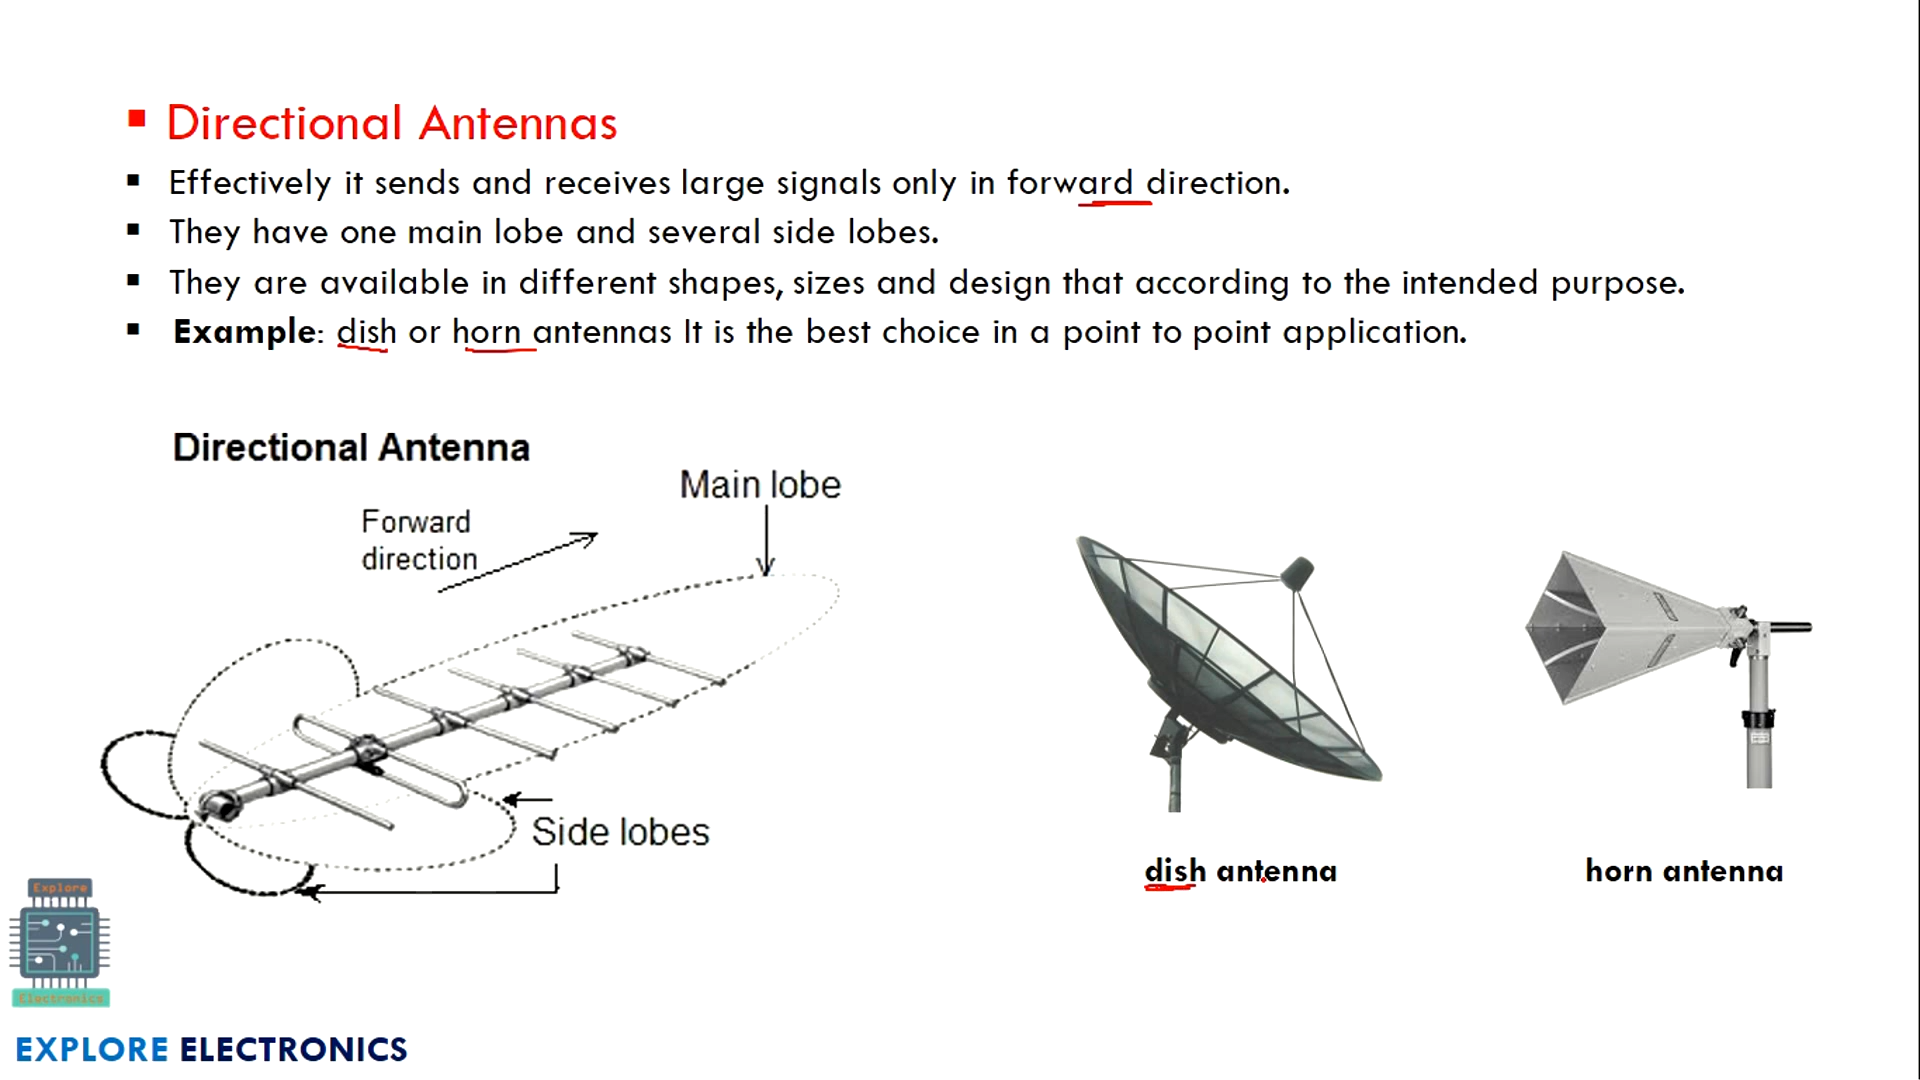 Directional Antennas
Effectively it sends and receives large signals only in forward direction.
They have one main lobe and several side lobes.
They are available in different shapes, sizes and design that according to the intended purpose.
Example: dish or horn antennas It is the best choice in a point to point application.
Directional Antenna
Main lobe
Forward
direction
Side lobes
dish antenna
horn antenna
Explore
Electronics
EXPLORE ELECTRONICS